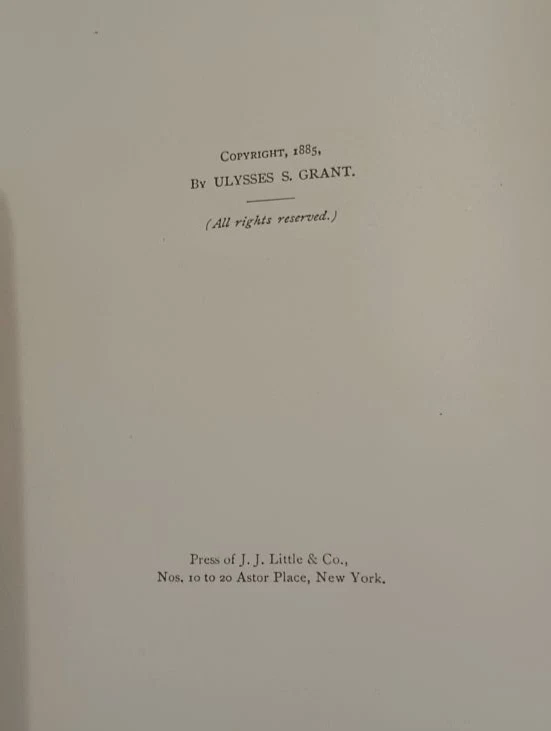 COPYRIGHT, 1885,
BY ULYSSES S. GRANT.
(All rights reserved.)
Press of J. J. Little & Co.,
Nos. 10 to 20 Astor Place, New York.